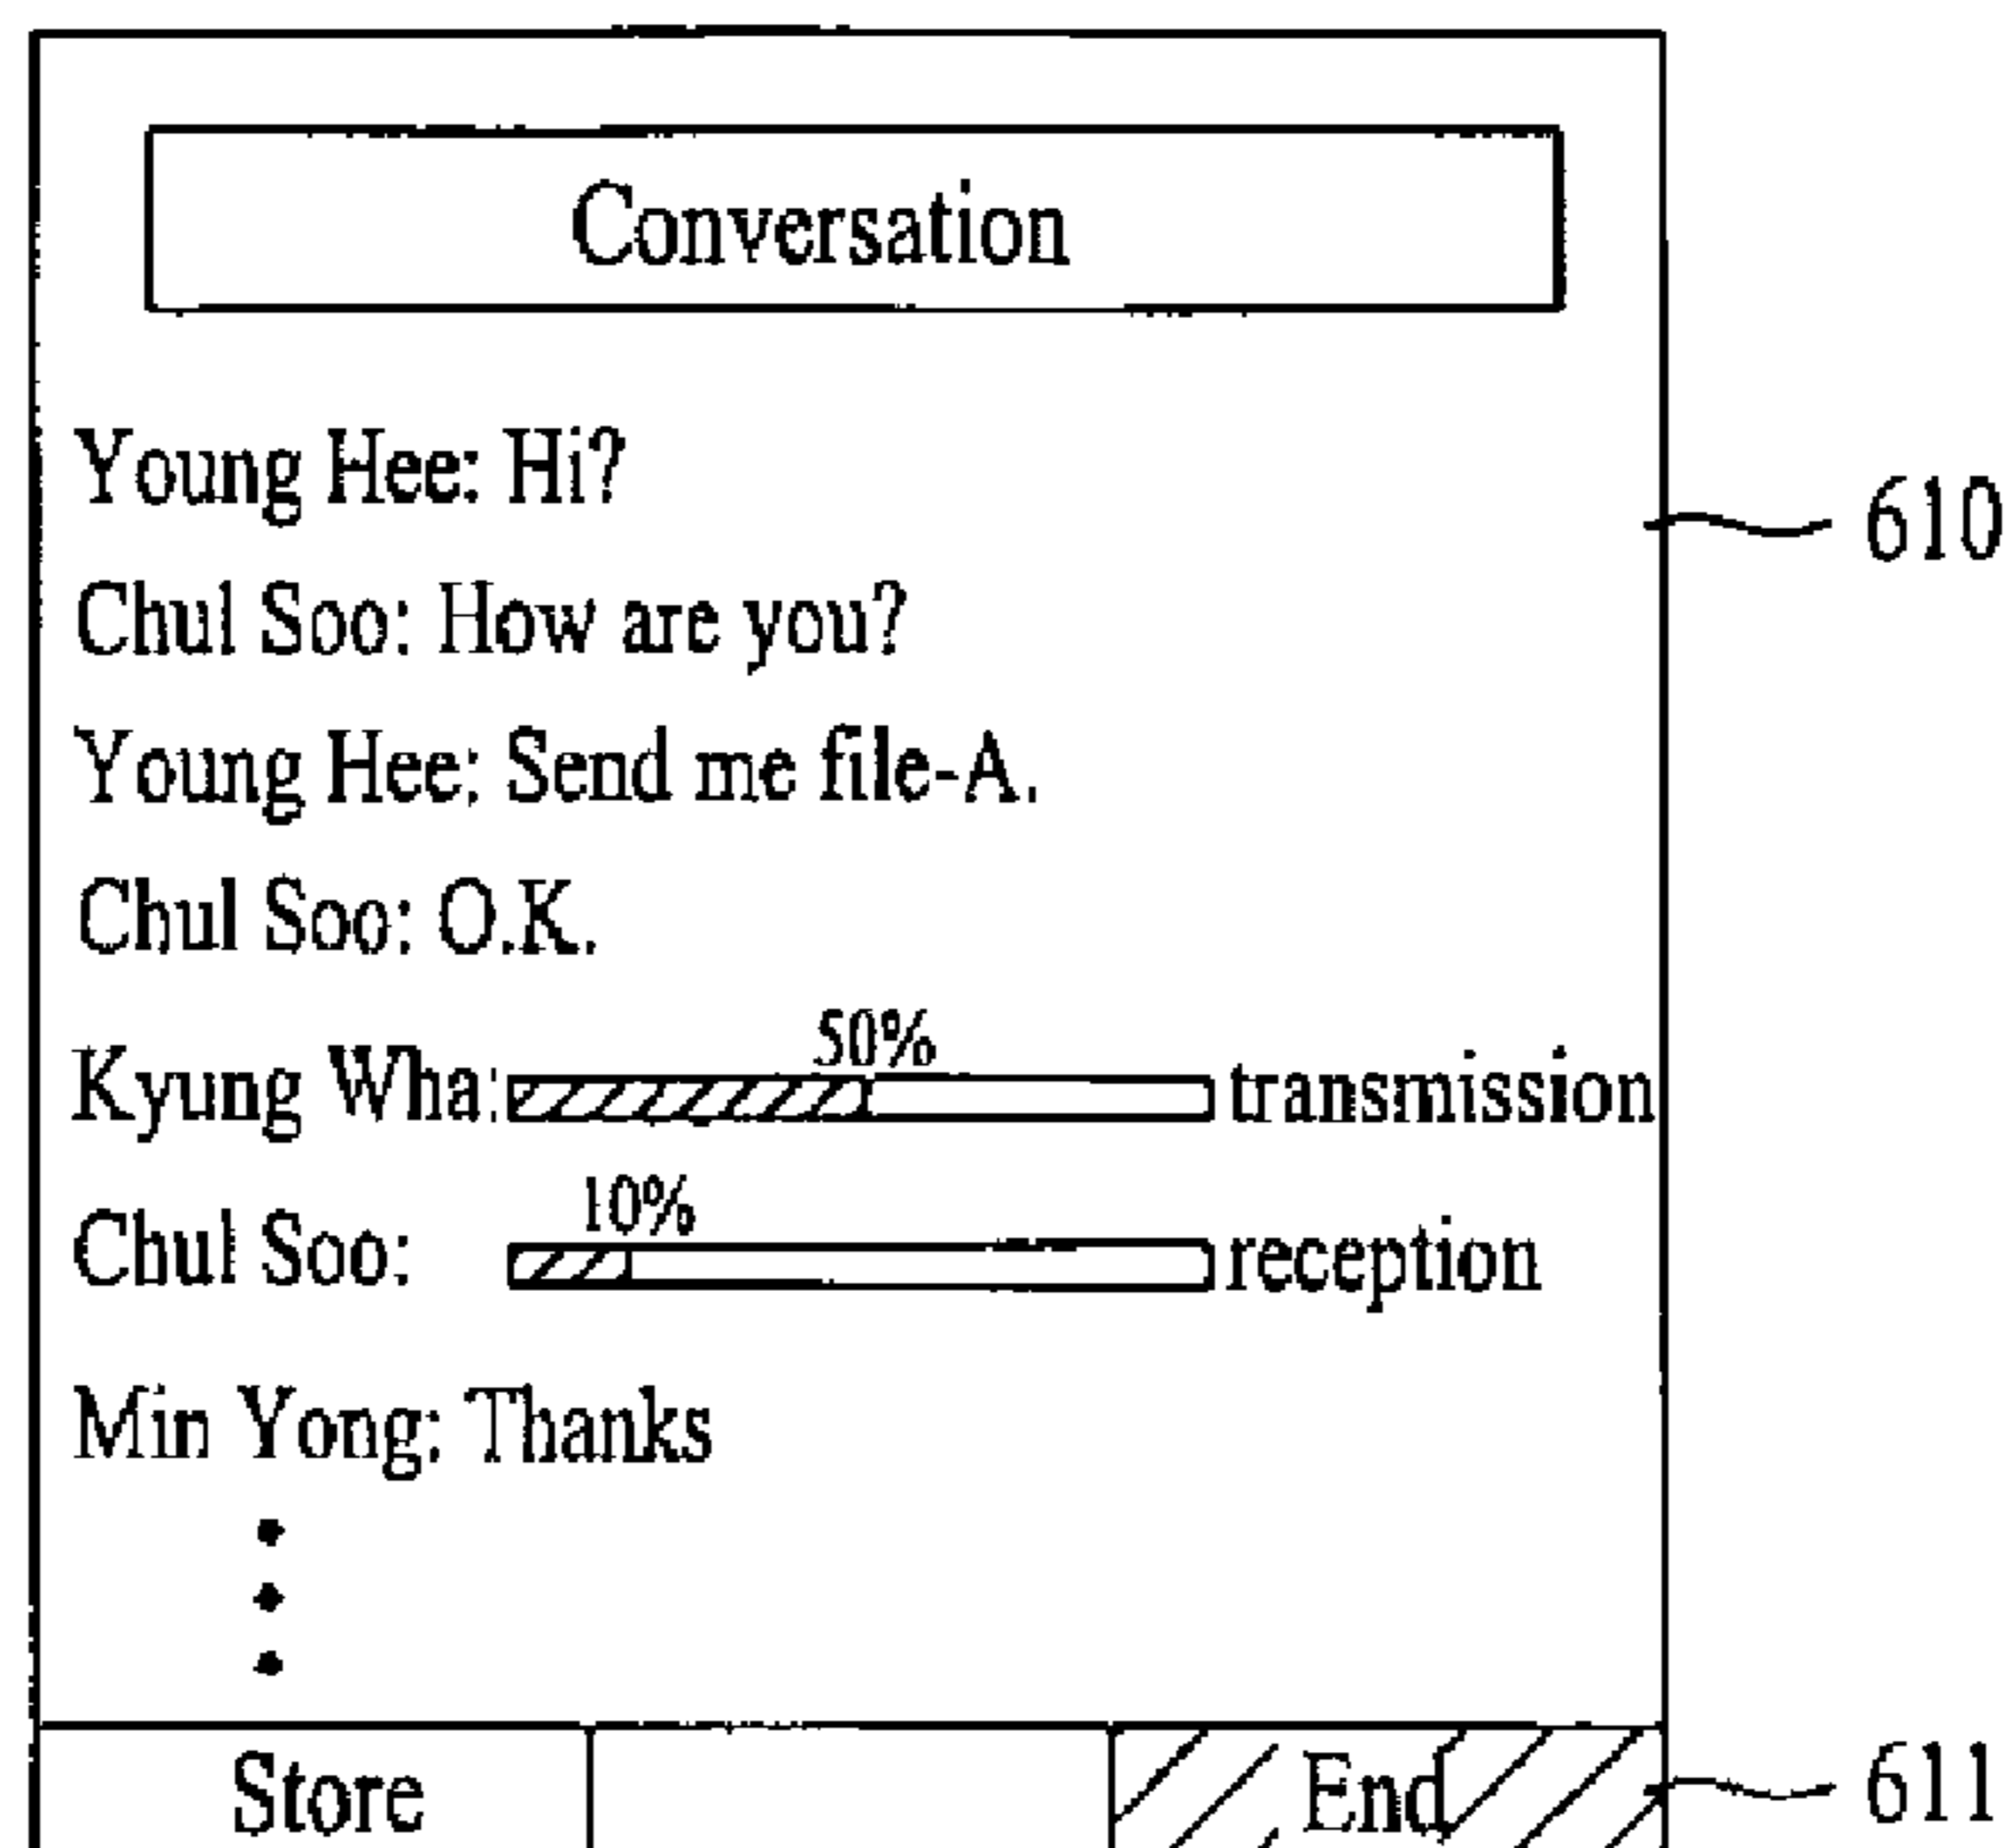 Conversation
Young Hee: Hi?
610
Chul Soo: How are you?
Young Hee: Send me file-A.
Chul Soo: O.K.
50%
Kyung Wha: transmission
10%
Chul Soo: reception
Min Yong: Thanks
Store End 611